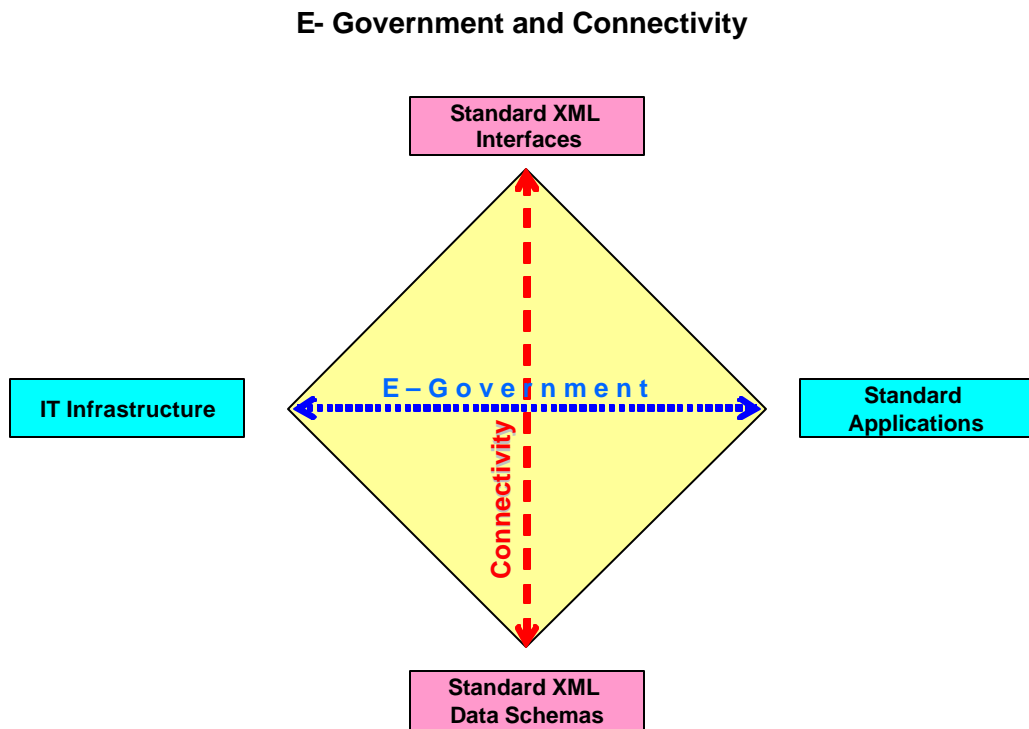 E- Government and Connectivity
Standard XML
Interfaces
E – G o v e r n m e n t
IT Infrastructure
Standard
Applications
Connectivity
Standard XML
Data Schemas